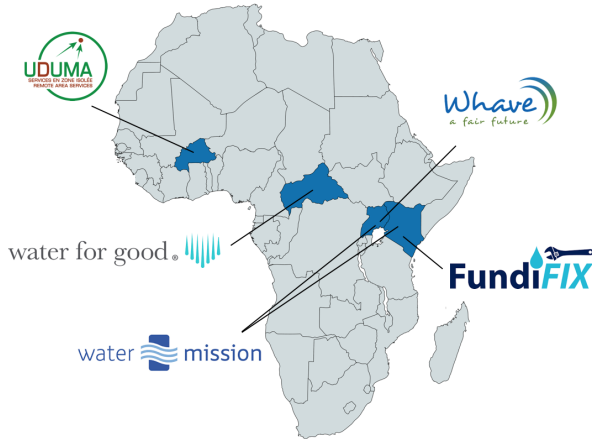 UDUMA
SERVICES EN ZONE ISOLÉE
REMOTE AREA SERVICES
Whave
a fair future
water for good®
FundiFIX
water mission